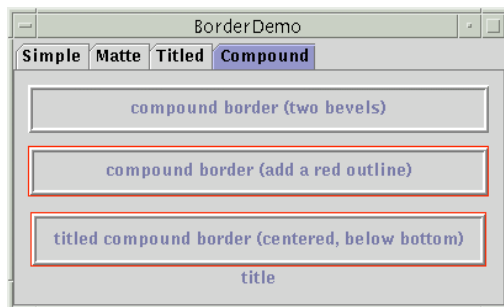 BorderDemo
Simple Matte Titled Compound
compound border (two bevels)
compound border (add a red outline)
titled compound border (centered, below bottom)
title